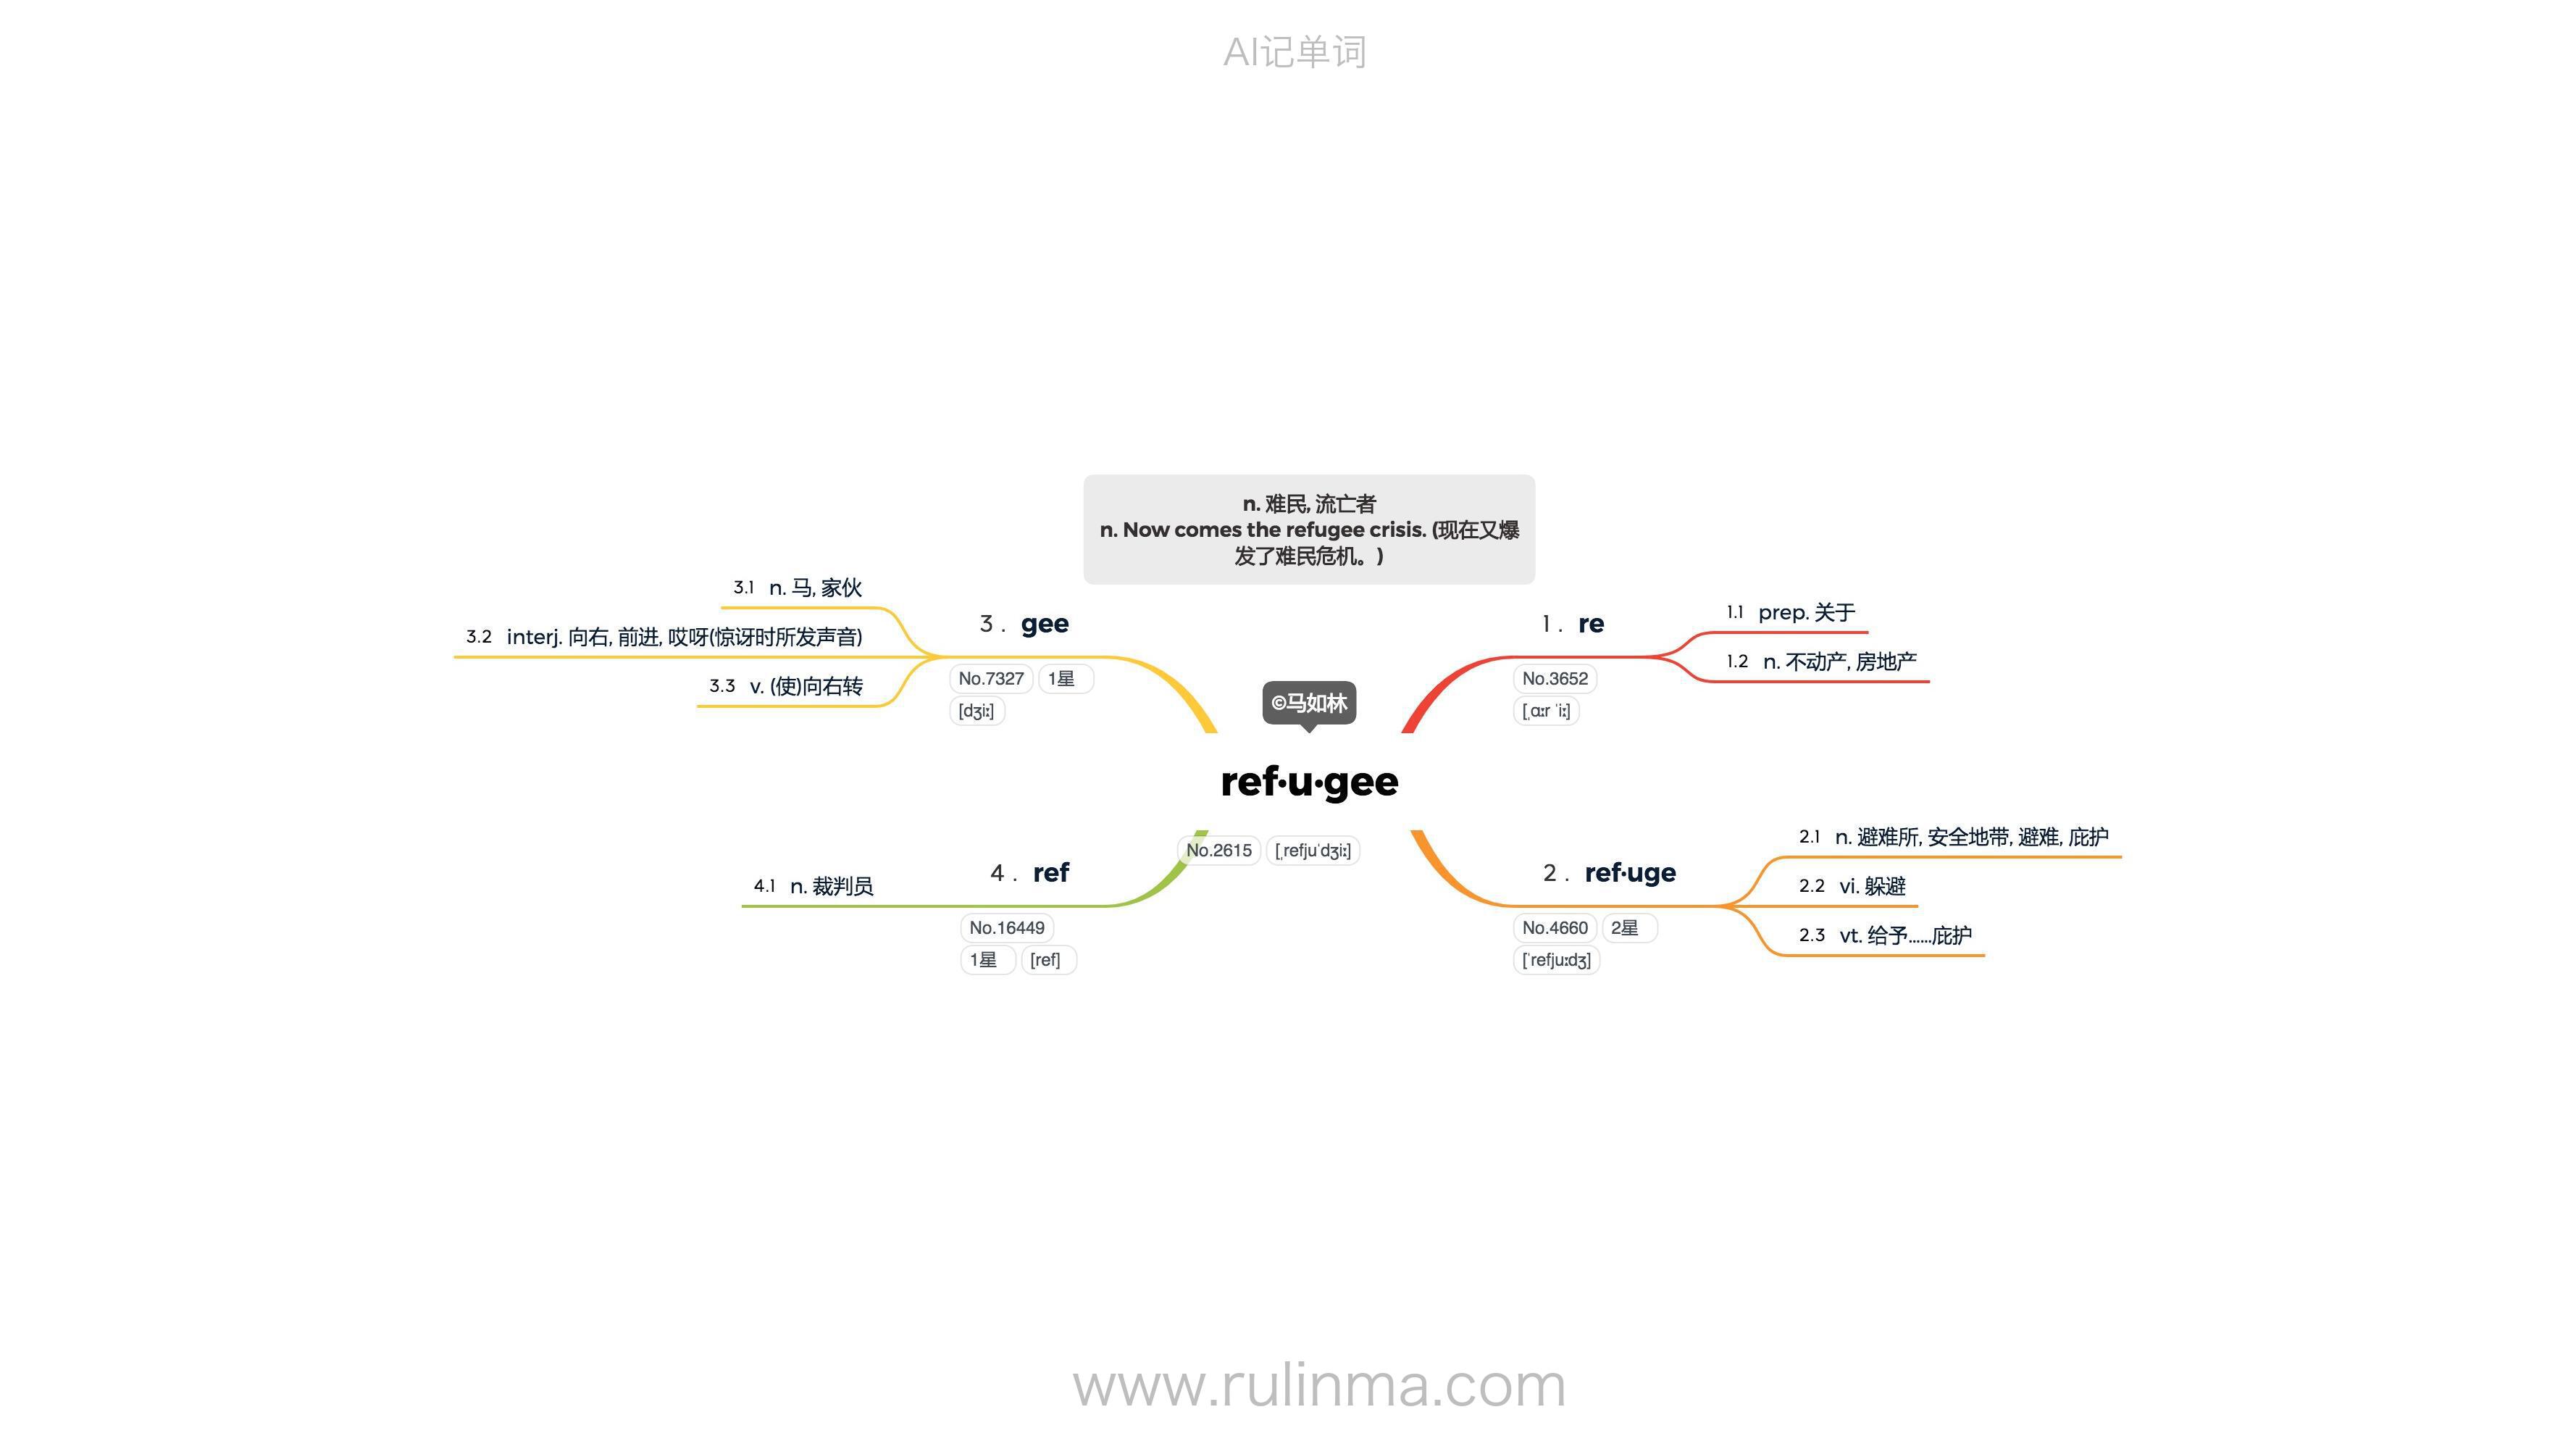 AI记单词
n. 难民, 流亡者
n. Now comes the refugee crisis. (现在又爆
发了难民危机。)
©马如林
ref·u·gee
No.2615 [ˌrefjuˈdʒiː]
1. re
No.3652
[ˌɑːr ˈiː]
1.1 prep. 关于
1.2 n. 不动产, 房地产
2. ref·uge
No.4660 2星
[ˈrefjuːdʒ]
2.1 n. 避难所, 安全地带, 避难, 庇护
2.2 vi. 躲避
2.3 vt. 给予……庇护
3. gee
No.7327 1星
[dʒiː]
3.1 n. 马, 家伙
3.2 interj. 向右, 前进, 哎呀(惊讶时所发声音)
3.3 v. (使)向右转
4. ref
No.16449
1星 [ref]
4.1 n. 裁判员
www.rulinma.com